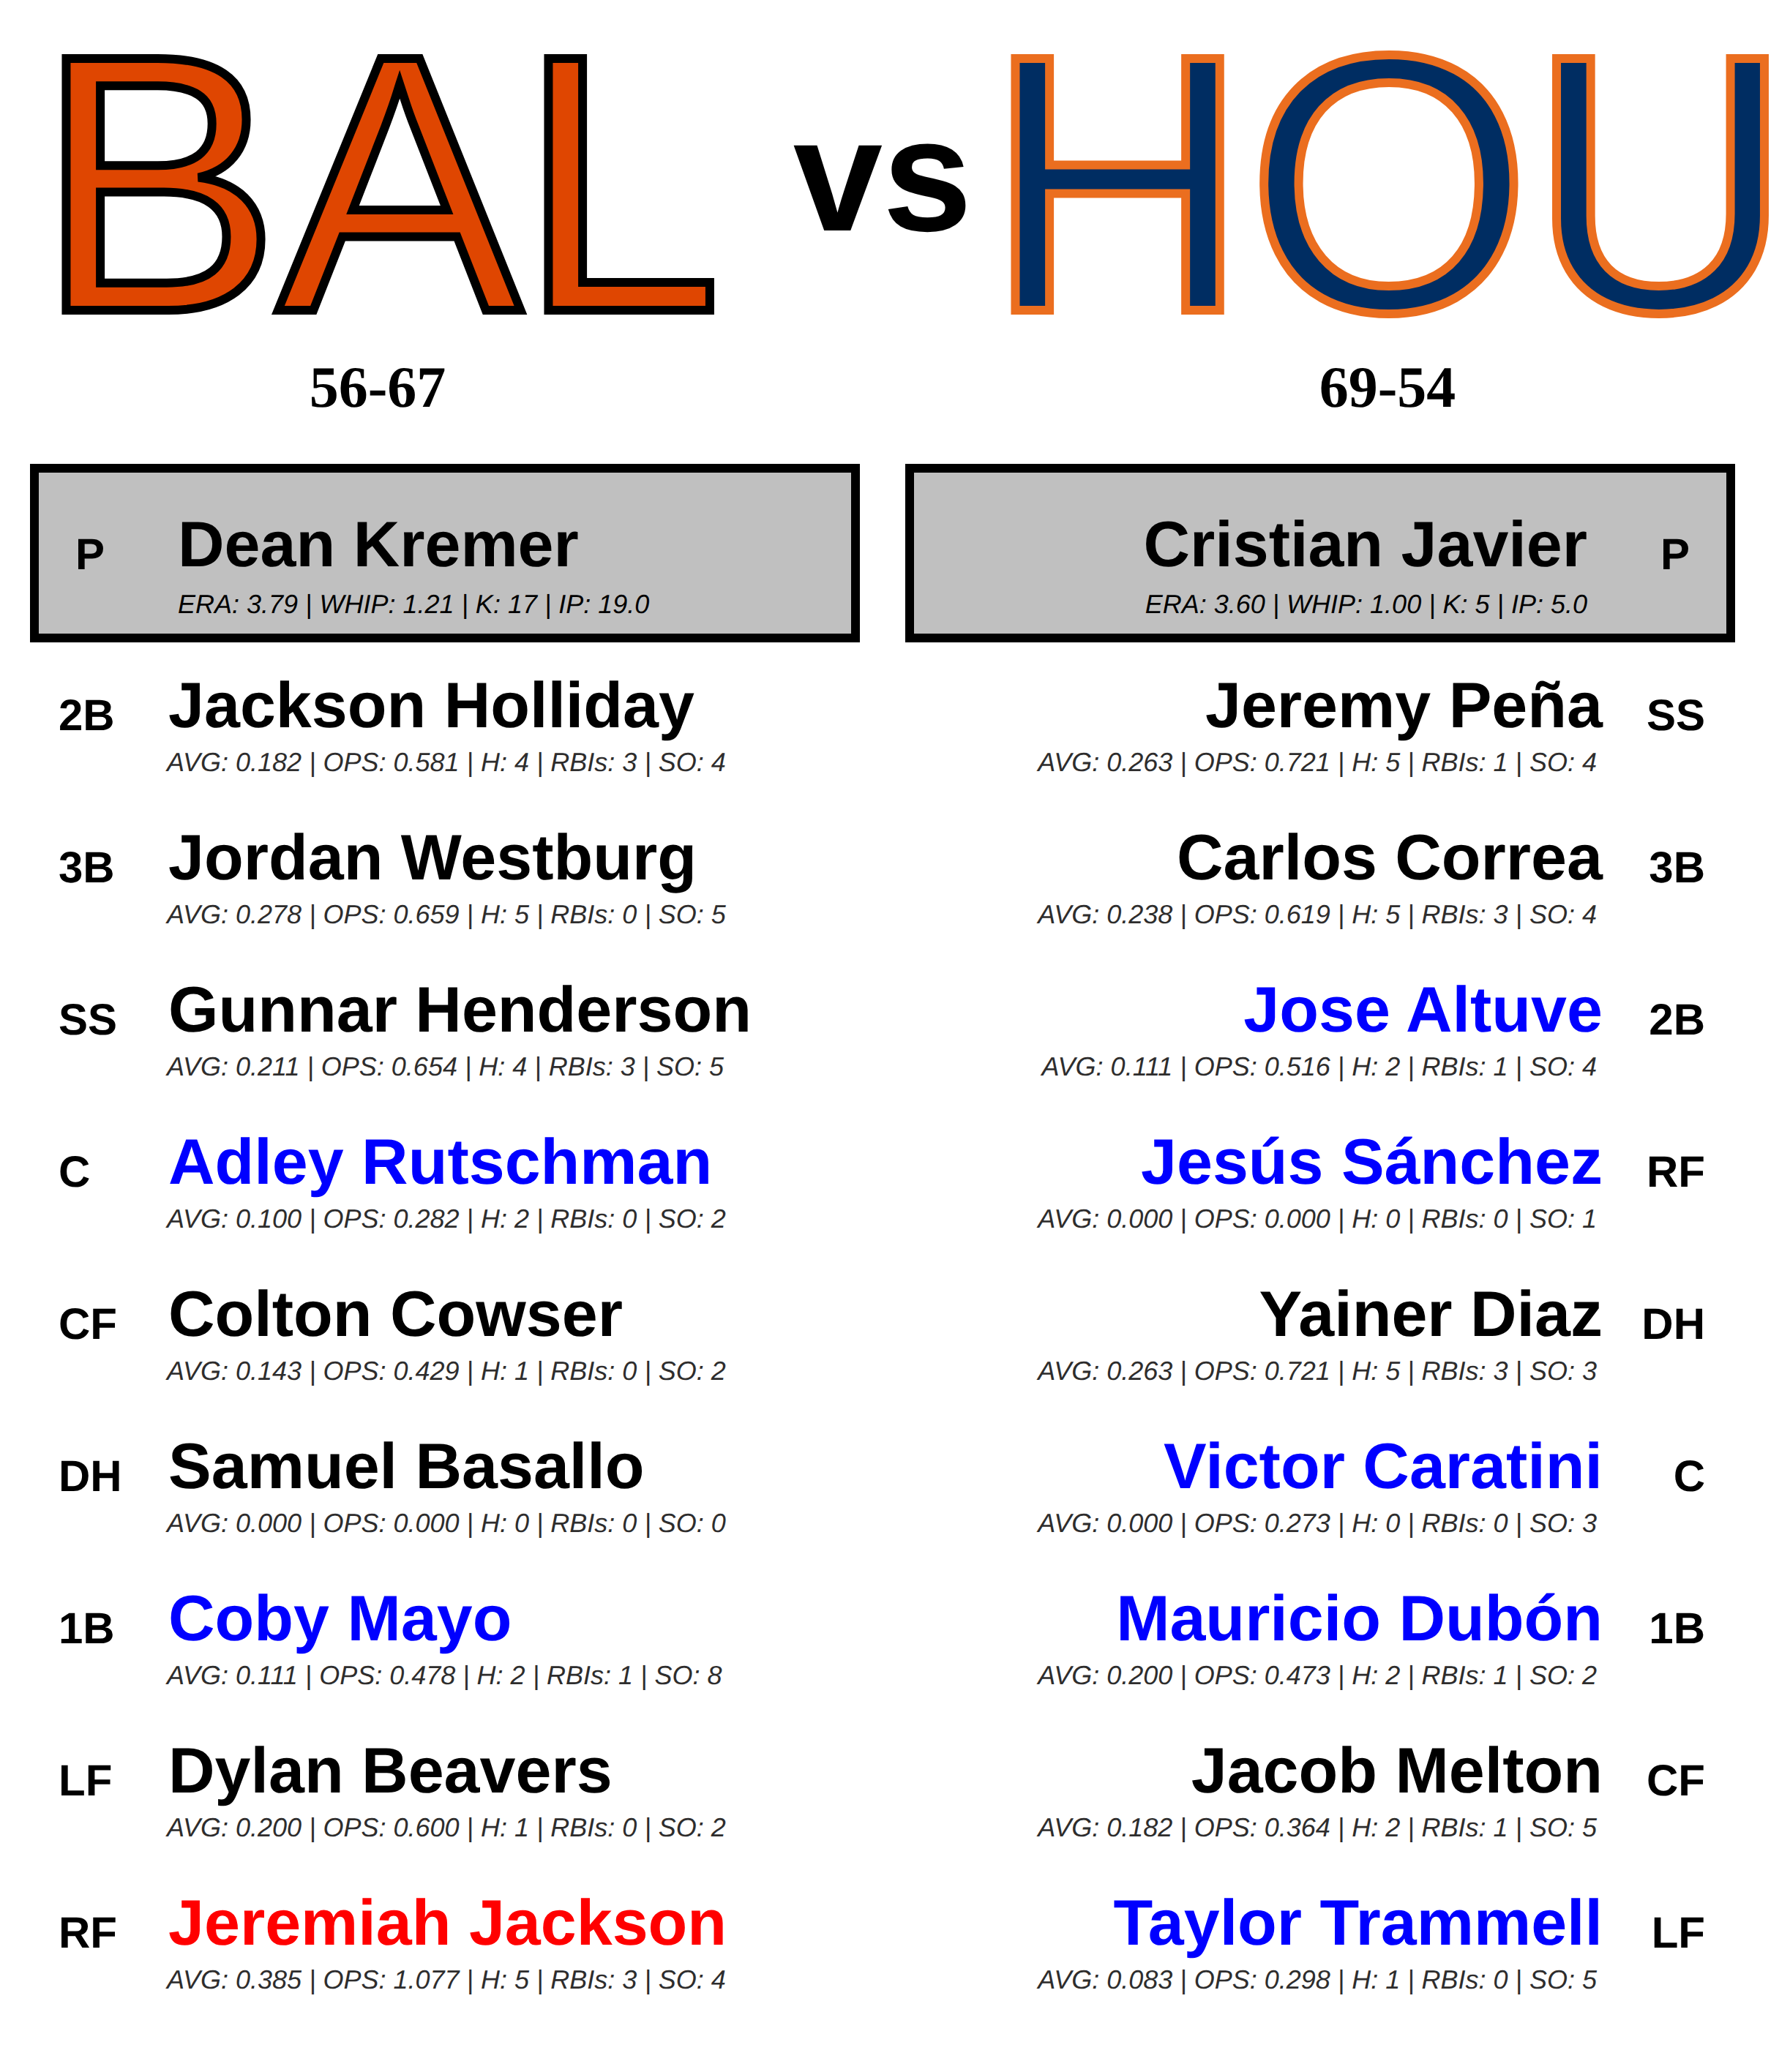 BAL vs HOU
56-67
69-54
P Dean Kremer
ERA: 3.79 | WHIP: 1.21 | K: 17 | IP: 19.0
Cristian Javier P
ERA: 3.60 | WHIP: 1.00 | K: 5 | IP: 5.0
2B Jackson Holliday
AVG: 0.182 | OPS: 0.581 | H: 4 | RBIs: 3 | SO: 4
3B Jordan Westburg
AVG: 0.278 | OPS: 0.659 | H: 5 | RBIs: 0 | SO: 5
SS Gunnar Henderson
AVG: 0.211 | OPS: 0.654 | H: 4 | RBIs: 3 | SO: 5
C Adley Rutschman
AVG: 0.100 | OPS: 0.282 | H: 2 | RBIs: 0 | SO: 2
CF Colton Cowser
AVG: 0.143 | OPS: 0.429 | H: 1 | RBIs: 0 | SO: 2
DH Samuel Basallo
AVG: 0.000 | OPS: 0.000 | H: 0 | RBIs: 0 | SO: 0
1B Coby Mayo
AVG: 0.111 | OPS: 0.478 | H: 2 | RBIs: 1 | SO: 8
LF Dylan Beavers
AVG: 0.200 | OPS: 0.600 | H: 1 | RBIs: 0 | SO: 2
RF Jeremiah Jackson
AVG: 0.385 | OPS: 1.077 | H: 5 | RBIs: 3 | SO: 4
Jeremy Peña SS
AVG: 0.263 | OPS: 0.721 | H: 5 | RBIs: 1 | SO: 4
Carlos Correa 3B
AVG: 0.238 | OPS: 0.619 | H: 5 | RBIs: 3 | SO: 4
Jose Altuve 2B
AVG: 0.111 | OPS: 0.516 | H: 2 | RBIs: 1 | SO: 4
Jesús Sánchez RF
AVG: 0.000 | OPS: 0.000 | H: 0 | RBIs: 0 | SO: 1
Yainer Diaz DH
AVG: 0.263 | OPS: 0.721 | H: 5 | RBIs: 3 | SO: 3
Victor Caratini C
AVG: 0.000 | OPS: 0.273 | H: 0 | RBIs: 0 | SO: 3
Mauricio Dubón 1B
AVG: 0.200 | OPS: 0.473 | H: 2 | RBIs: 1 | SO: 2
Jacob Melton CF
AVG: 0.182 | OPS: 0.364 | H: 2 | RBIs: 1 | SO: 5
Taylor Trammell LF
AVG: 0.083 | OPS: 0.298 | H: 1 | RBIs: 0 | SO: 5